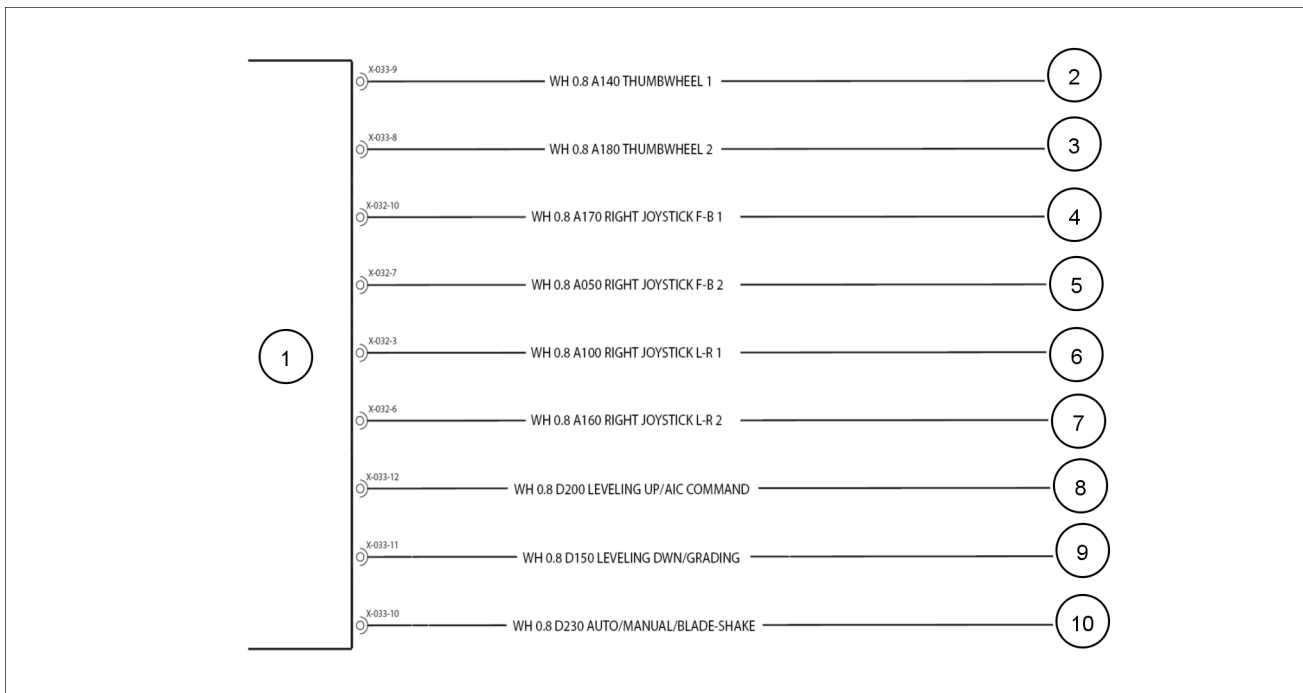 X-033-9
WH 0.8 A140 THUMBWHEEL 1
2
X-033-8
WH 0.8 A180 THUMBWHEEL 2
3
X-032-10
WH 0.8 A170 RIGHT JOYSTICK F-B 1
4
X-032-7
WH 0.8 A050 RIGHT JOYSTICK F-B 2
5
1
X-032-3
WH 0.8 A100 RIGHT JOYSTICK L-R 1
6
X-032-6
WH 0.8 A160 RIGHT JOYSTICK L-R 2
7
X-033-12
WH 0.8 D200 LEVELING UP/AIC COMMAND
8
X-033-11
WH 0.8 D150 LEVELING DWN/GRADING
9
X-033-10
WH 0.8 D230 AUTO/MANUAL/BLADE-SHAKE
10